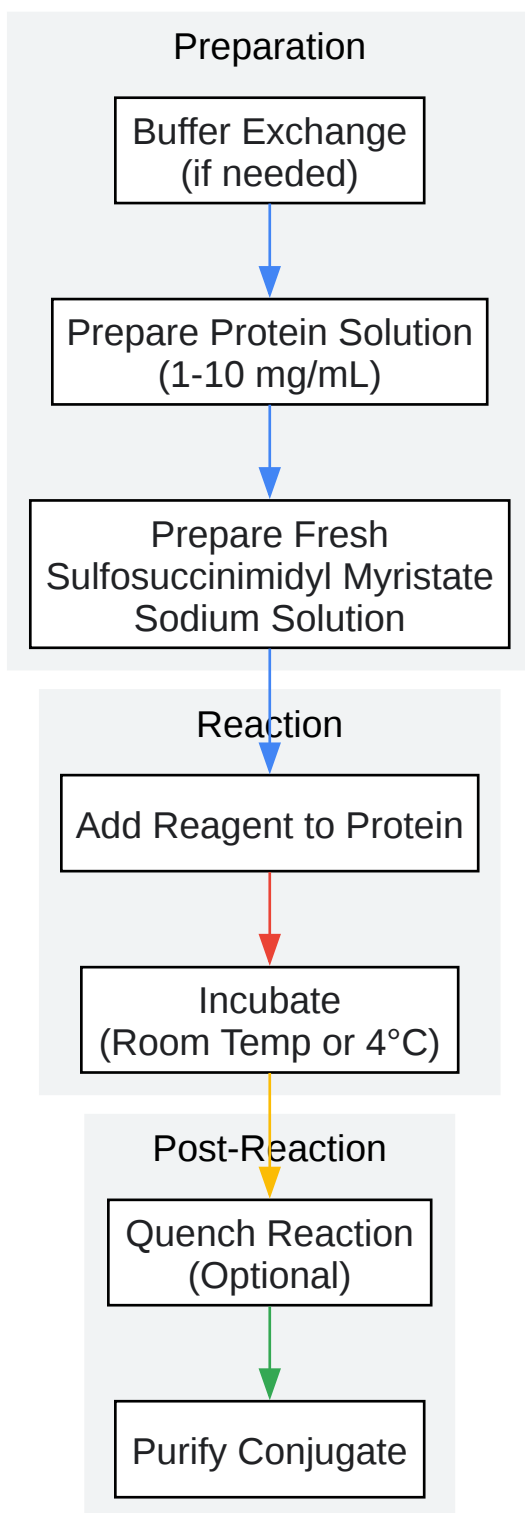 Preparation
Buffer Exchange
(if needed)
Prepare Protein Solution
(1-10 mg/mL)
Prepare Fresh
Sulfosuccinimidyl Myristate
Sodium Solution
Reaction
Add Reagent to Protein
Incubate
(Room Temp or 4°C)
Post-Reaction
Quench Reaction
(Optional)
Purify Conjugate